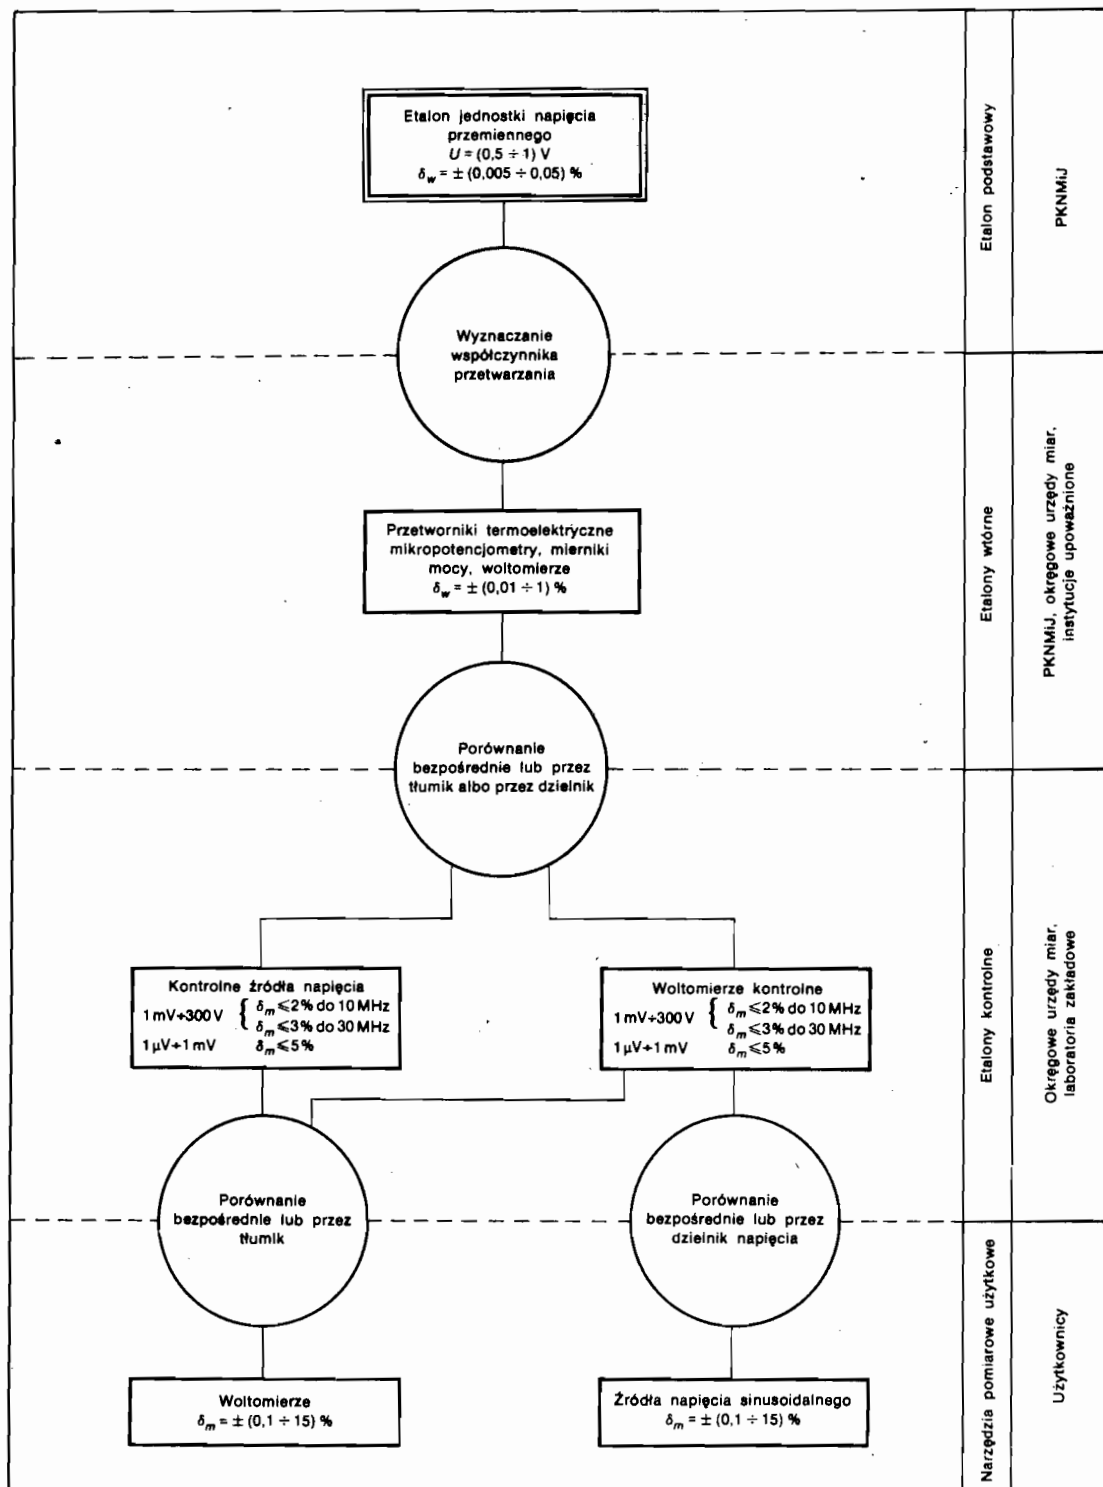 Etalon jednostki napięcia
przemiennego
U = (0,5 ÷ 1) V
δw = ± (0,005 ÷ 0,05) %
Etalon podstawowy
PKNMiJ
Wyznaczanie
współczynnika
przetwarzania
Przetworniki termoelektryczne
mikropotencjometry, mierniki
mocy, woltomierze
δw = ± (0,01 ÷ 1) %
Etalony wtórne
PKNMiJ, okręgowe urzędy miar,
instytucje upoważnione
Porównanie
bezpośrednie lub przez
tłumik albo przez dzielnik
Kontrolne źródła napięcia
1 mV÷300 V { δm ⩽2% do 10 MHz
δm ⩽3% do 30 MHz
1 μV÷1 mV δm ⩽5%
Woltomierze kontrolne
1 mV÷300 V { δm ⩽2% do 10 MHz
δm ⩽3% do 30 MHz
1 μV÷1 mV δm ⩽5%
Etalony kontrolne
Okręgowe urzędy miar,
laboratoria zakładowe
Porównanie
bezpośrednie lub przez
tłumik
Porównanie
bezpośrednie lub przez
dzielnik napięcia
Woltomierze
δm = ± (0,1 ÷ 15) %
Źródła napięcia sinusoidalnego
δm = ± (0,1 ÷ 15) %
Narzędzia pomiarowe użytkowe
Użytkownicy